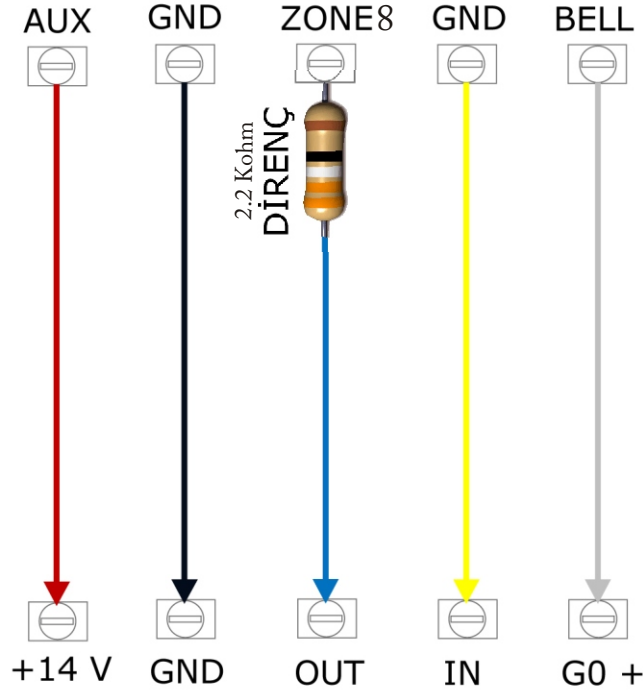 AUX GND ZONE8 GND BELL
2.2 Kohm
DİRENÇ
+14 V GND OUT IN G0 +